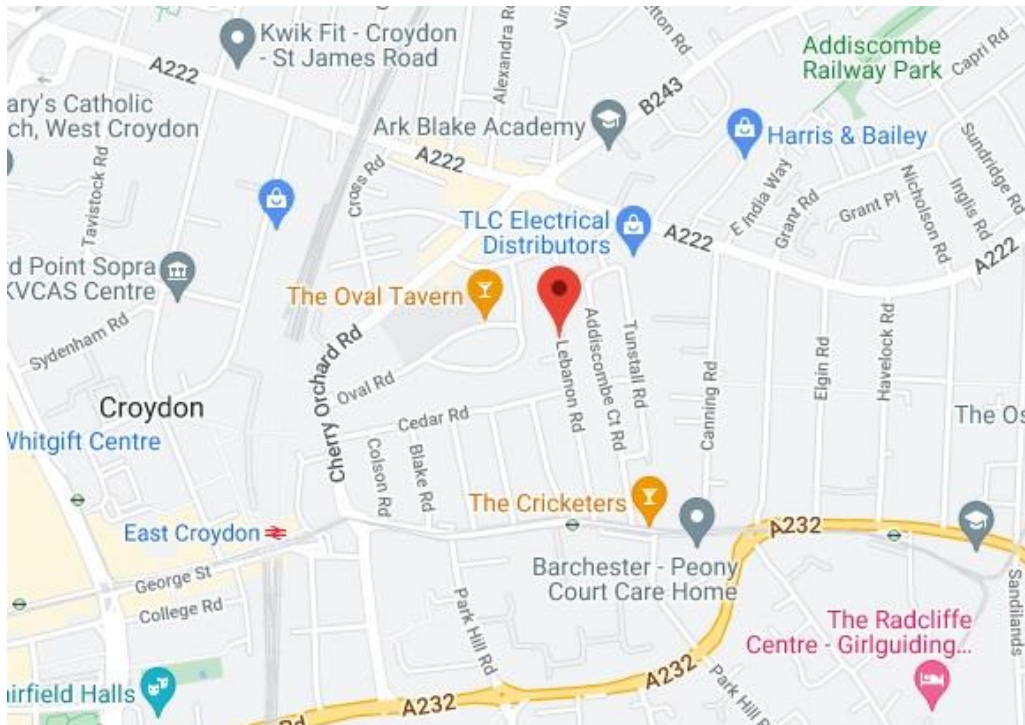 Kwik Fit - Croydon
- St James Road
A222
Alexandra Rd
Vin
tton Rd
B243
Addiscombe
Railway Park
Capri Rd
ary's Catholic
ch, West Croydon
Ark Blake Academy
A222
Harris & Bailey
Tavistock Rd
Cross Rd
Sundridge Rd
Nicholson Rd
Inglis Rd
E India Way
Grant Rd
Grant Pl
TLC Electrical
Distributors
A222
A222
rd Point Sopra
KVCAS Centre
The Oval Tavern
Sydenham Rd
Cherry Orchard Rd
Lebanon Rd
Addiscombe Ct Rd
Tunstall Rd
Canning Rd
Elgin Rd
Havelock Rd
Oval Rd
Croydon
Cedar Rd
The Os
Whitgift Centre
Colson Rd
Blake Rd
The Cricketers
East Croydon
A232
George St
Barchester - Peony
Court Care Home
College Rd
Park Hill Rd
Sandilands
The Radcliffe
Centre - Girlguiding...
A232
airfield Halls
A232
Rd
Park Hill R